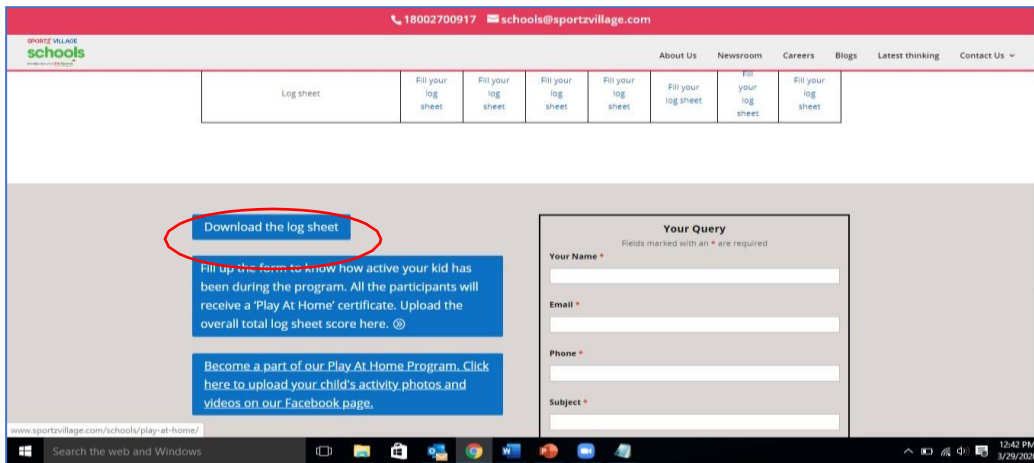 18002700917 schools@sportzvillage.com
SPORTZ VILLAGE
schools
About Us Newsroom Careers Blogs Latest thinking Contact Us
Log sheet
Fill your
log
sheet
Fill your
log
sheet
Fill your
log
sheet
Fill your
log
sheet
Fill your
log sheet
Fill
your
log
sheet
Fill your
log
sheet
Download the log sheet
Fill up the form to know how active your kid has
been during the program. All the participants will
receive a 'Play At Home' certificate. Upload the
overall total log sheet score here.
Become a part of our Play At Home Program. Click
here to upload your child's activity photos and
videos on our Facebook page.
Your Query
Fields marked with an * are required
Your Name *
Email *
Phone *
Subject *
www.sportzvillage.com/schools/play-at-home/
Search the web and Windows
12:42 PM